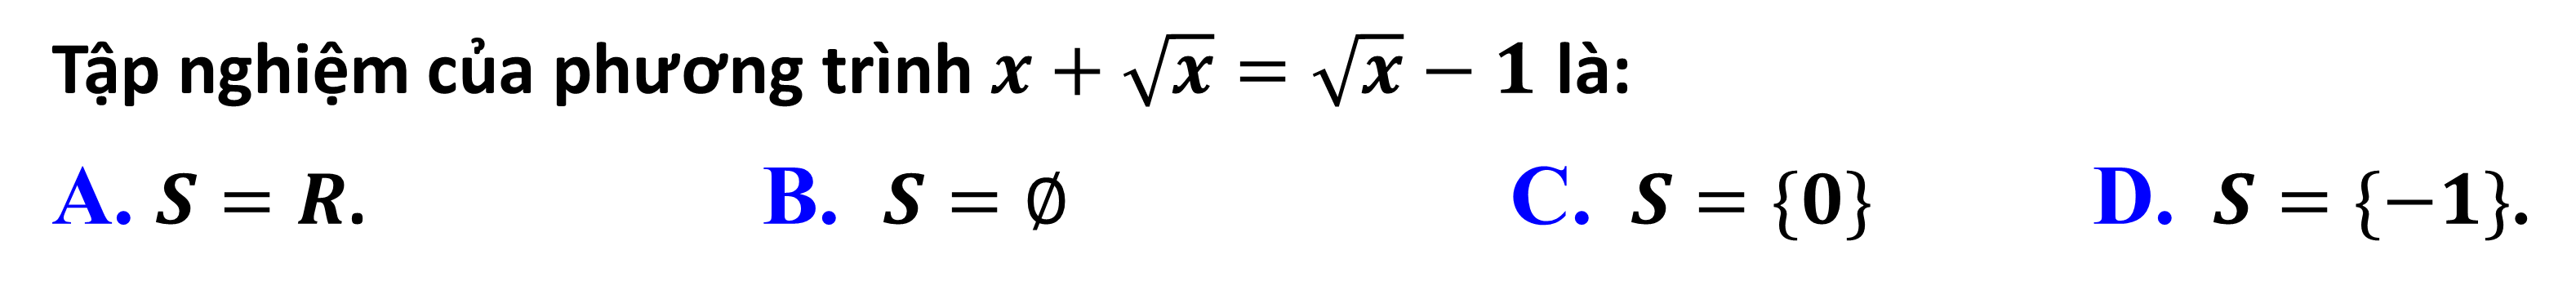 Tập nghiệm của phương trình x + √x = √x − 1 là:
A. S = R. B. S = ∅ C. S = {0} D. S = {−1}.